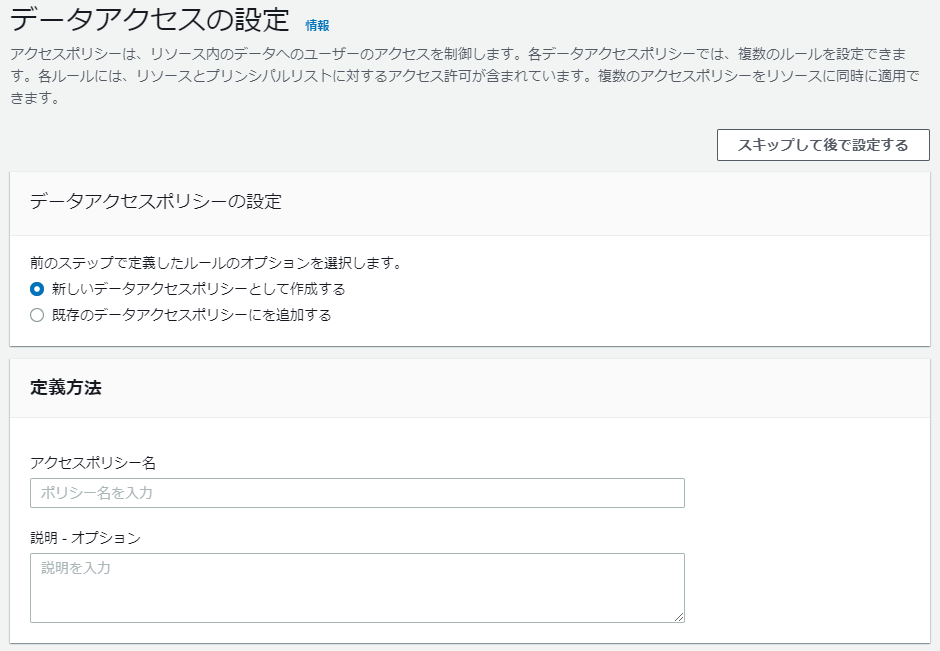 データアクセスの設定 情報
アクセスポリシーは、リソース内のデータへのユーザーのアクセスを制御します。各データアクセスポリシーでは、複数のルールを設定できま
す。各ルールには、リソースとプリンシパルリストに対するアクセス許可が含まれています。複数のアクセスポリシーをリソースに同時に適用で
きます。
スキップして後で設定する
データアクセスポリシーの設定
前のステップで定義したルールのオプションを選択します。
新しいデータアクセスポリシーとして作成する
既存のデータアクセスポリシーにを追加する
定義方法
アクセスポリシー名
ポリシー名を入力
説明 - オプション
説明を入力